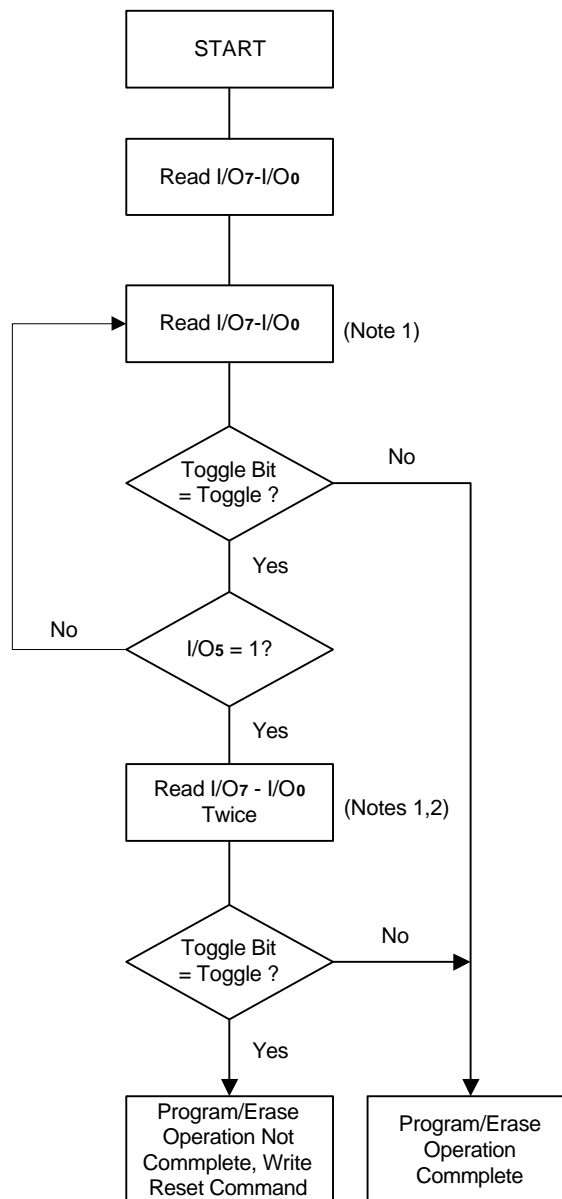 START
Read I/O7-I/O0
Read I/O7-I/O0
(Note 1)
Toggle Bit
= Toggle ?
No
Yes
I/O5 = 1?
No
Yes
Read I/O7 - I/O0
Twice
(Notes 1,2)
Toggle Bit
= Toggle ?
No
Yes
Program/Erase
Operation Not
Commplete, Write
Reset Command
Program/Erase
Operation
Commplete